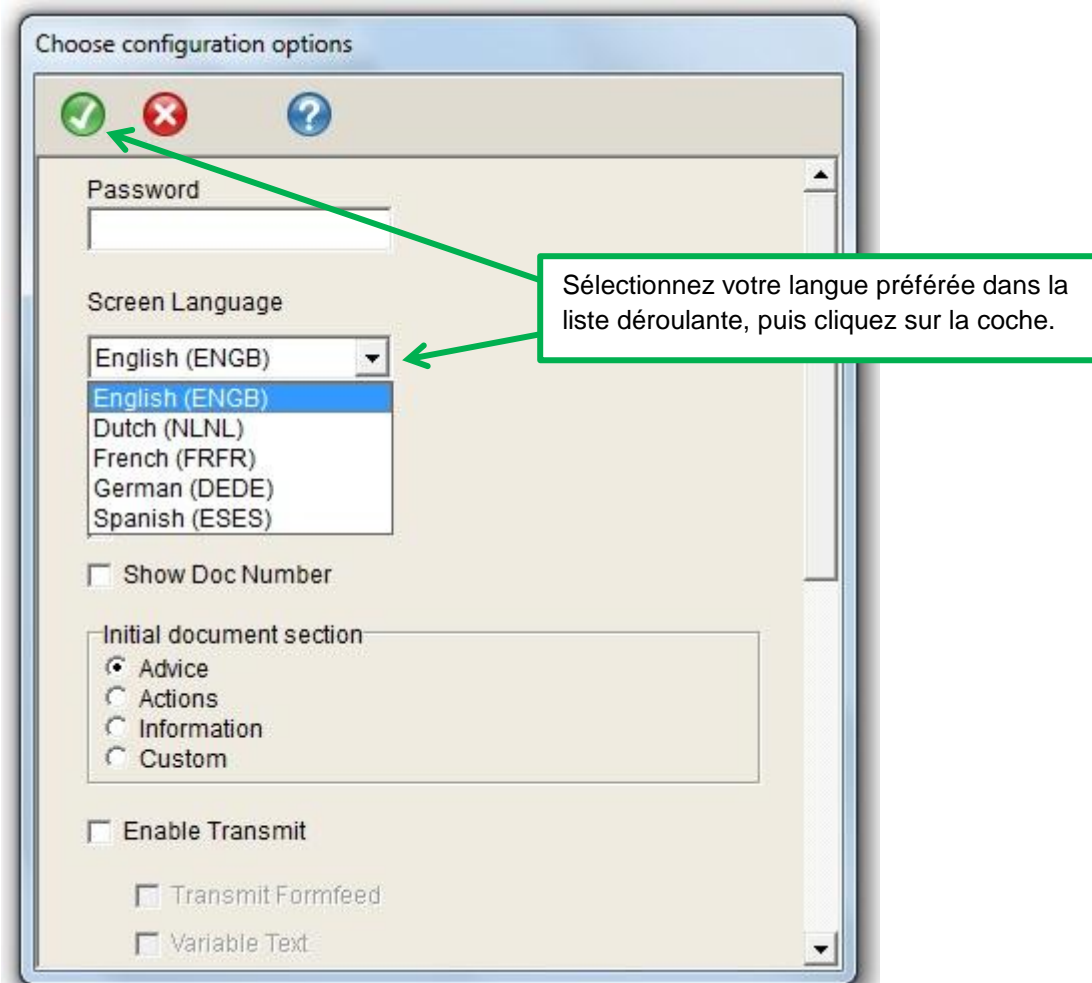 Choose configuration options
Password
Sélectionnez votre langue préférée dans la
liste déroulante, puis cliquez sur la coche.
Screen Language
English (ENGB)
English (ENGB)
Dutch (NLNL)
French (FRFR)
German (DEDE)
Spanish (ESES)
Show Doc Number
Initial document section
Advice
Actions
Information
Custom
Enable Transmit
Transmit Formfeed
Variable Text